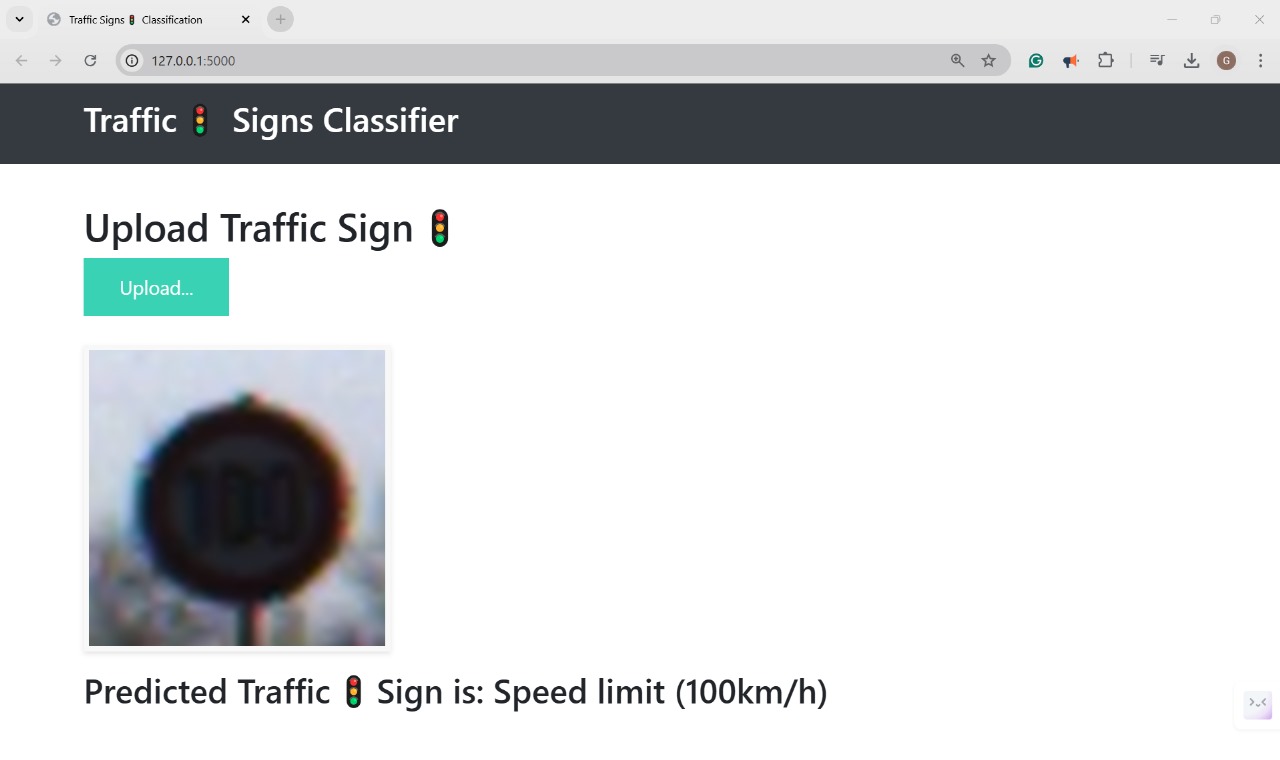 Traffic Signs🚦 Classification
127.0.0.1:5000
G
Traffic 🚦 Signs Classifier
Upload Traffic Sign 🚦
Upload...
100
Predicted Traffic 🚦 Sign is: Speed limit (100km/h)